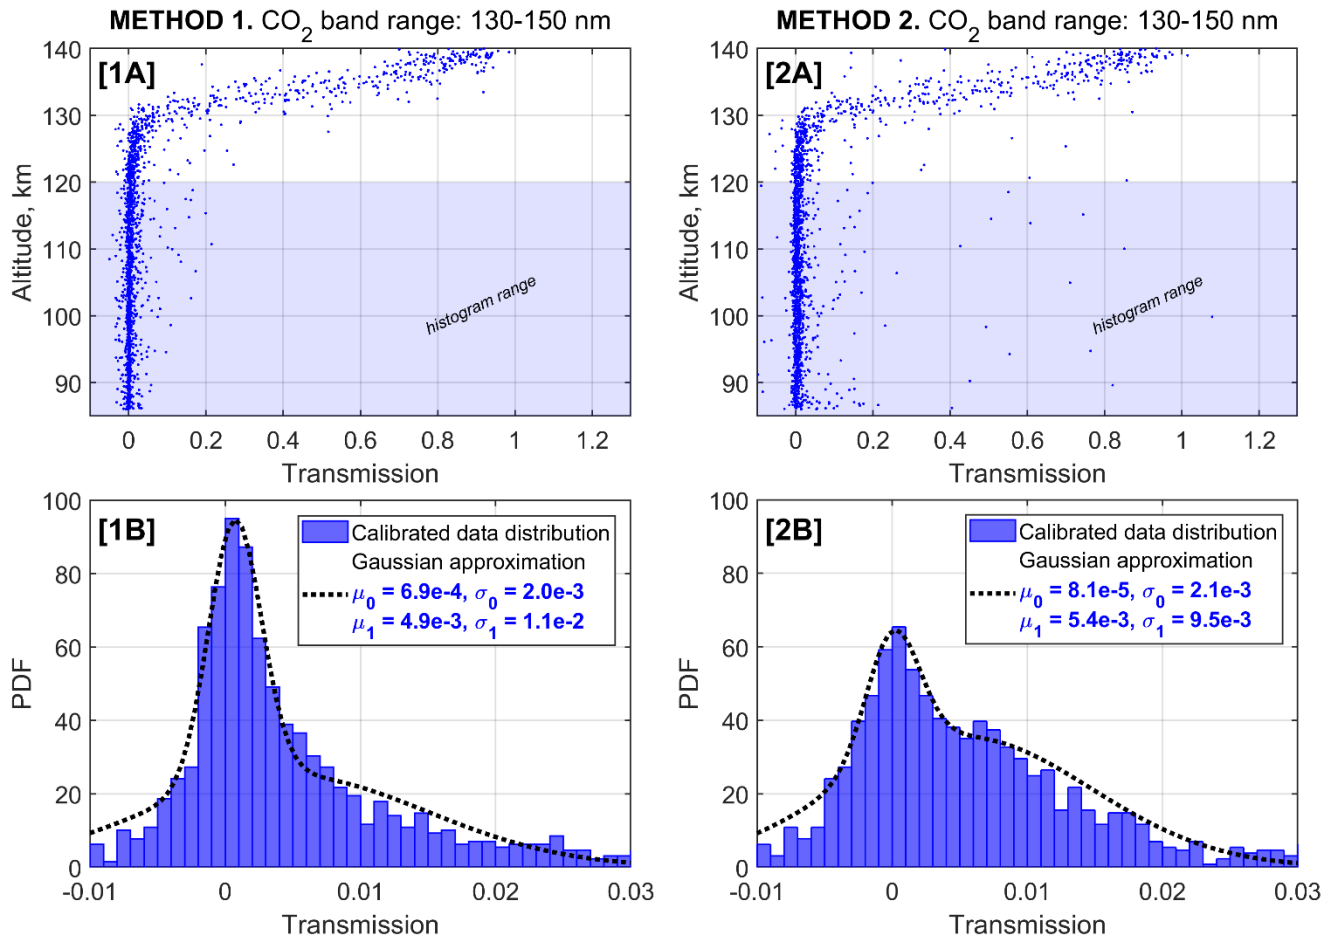 METHOD 1. CO2 band range: 130-150 nm
[1A]
140
130
120
110
100
90
Altitude, km
histogram range
0 0.2 0.4 0.6 0.8 1 1.2
Transmission
METHOD 2. CO2 band range: 130-150 nm
[2A]
140
130
120
110
100
90
Altitude, km
histogram range
0 0.2 0.4 0.6 0.8 1 1.2
Transmission
[1B]
100
80
60
40
20
0
PDF
Calibrated data distribution
Gaussian approximation
μ0 = 6.9e-4, σ0 = 2.0e-3
μ1 = 4.9e-3, σ1 = 1.1e-2
-0.01 0 0.01 0.02 0.03
Transmission
[2B]
100
80
60
40
20
0
PDF
Calibrated data distribution
Gaussian approximation
μ0 = 8.1e-5, σ0 = 2.1e-3
μ1 = 5.4e-3, σ1 = 9.5e-3
-0.01 0 0.01 0.02 0.03
Transmission